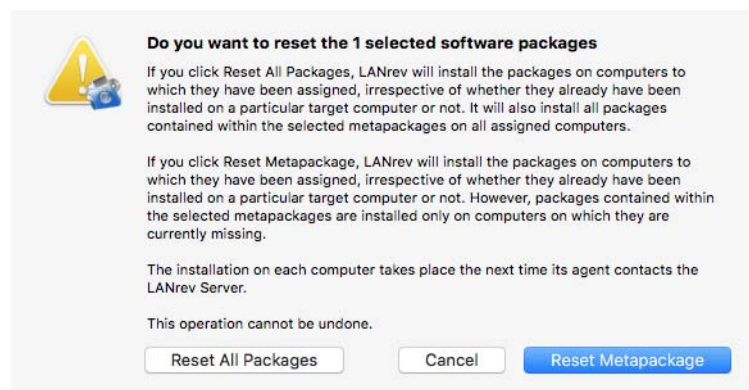 Do you want to reset the 1 selected software packages
If you click Reset All Packages, LANrev will install the packages on computers to
which they have been assigned, irrespective of whether they already have been
installed on a particular target computer or not. It will also install all packages
contained within the selected metapackages on all assigned computers.
If you click Reset Metapackage, LANrev will install the packages on computers to
which they have been assigned, irrespective of whether they already have been
installed on a particular target computer or not. However, packages contained within
the selected metapackages are installed only on computers on which they are
currently missing.
The installation on each computer takes place the next time its agent contacts the
LANrev Server.
This operation cannot be undone.
Reset All Packages Cancel Reset Metapackage